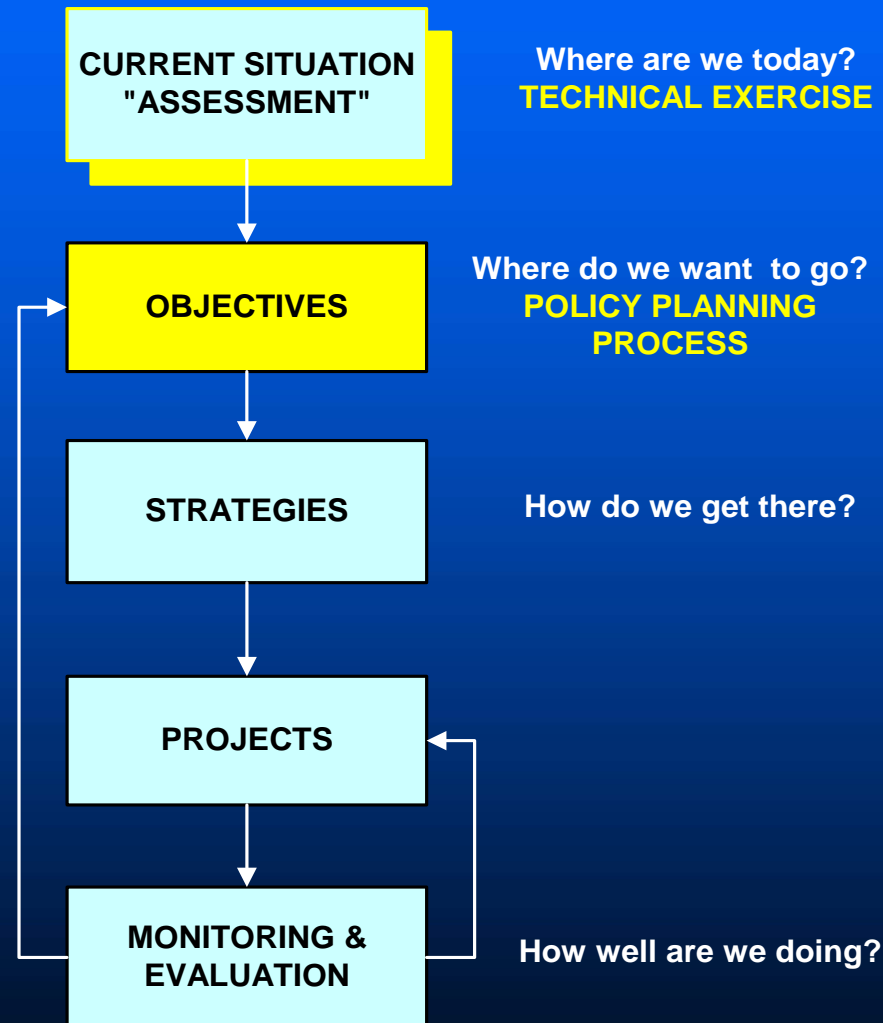 CURRENT SITUATION
"ASSESSMENT"
Where are we today?
TECHNICAL EXERCISE
OBJECTIVES
Where do we want  to go?
POLICY PLANNING
PROCESS
STRATEGIES
How do we get there?
PROJECTS
MONITORING &
EVALUATION
How well are we doing?